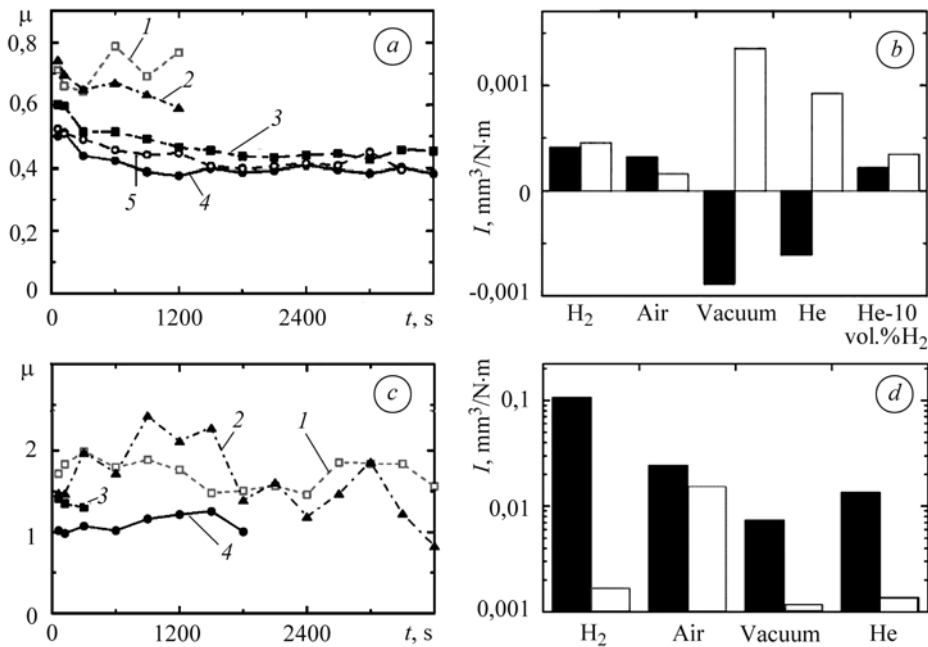 μ
0,8
0,6
0,4
0,2
0
0
1200
2400
t, s
1
2
3
5
4
a
I, mm³/N·m
0,001
0
-0,001
H₂
Air
Vacuum
He
He-10
vol.%H₂
b
μ
2
1
0
0
1200
2400
t, s
2
1
3
4
c
I, mm³/N·m
0,1
0,01
0,001
H₂
Air
Vacuum
He
d